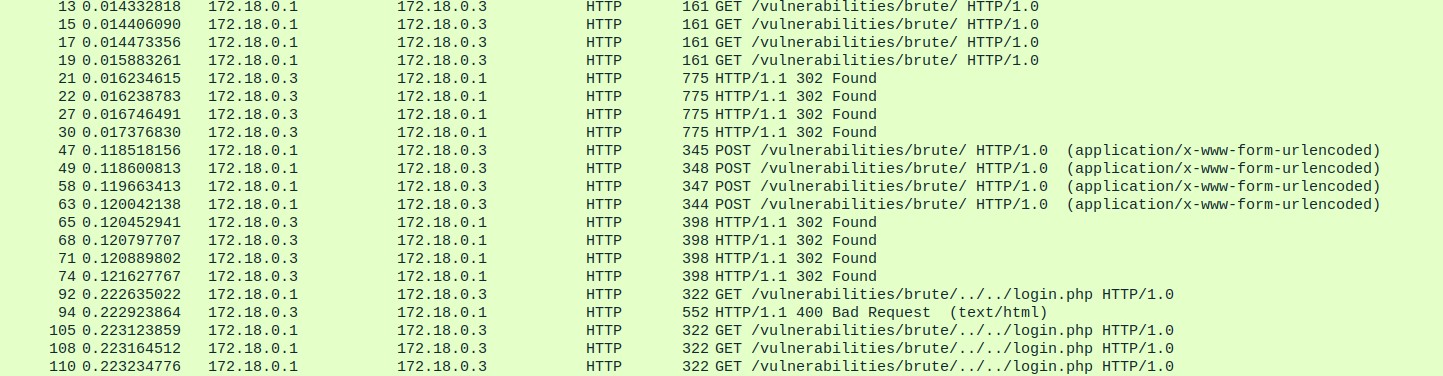 13 0.014332818 172.18.0.1 172.18.0.3 HTTP 161 GET /vulnerabilities/brute/ HTTP/1.0
15 0.014406090 172.18.0.1 172.18.0.3 HTTP 161 GET /vulnerabilities/brute/ HTTP/1.0
17 0.014473356 172.18.0.1 172.18.0.3 HTTP 161 GET /vulnerabilities/brute/ HTTP/1.0
19 0.015883261 172.18.0.1 172.18.0.3 HTTP 161 GET /vulnerabilities/brute/ HTTP/1.0
21 0.016234615 172.18.0.3 172.18.0.1 HTTP 775 HTTP/1.1 302 Found
22 0.016238783 172.18.0.3 172.18.0.1 HTTP 775 HTTP/1.1 302 Found
27 0.016746491 172.18.0.3 172.18.0.1 HTTP 775 HTTP/1.1 302 Found
30 0.017376830 172.18.0.3 172.18.0.1 HTTP 775 HTTP/1.1 302 Found
47 0.118518156 172.18.0.1 172.18.0.3 HTTP 345 POST /vulnerabilities/brute/ HTTP/1.0 (application/x-www-form-urlencoded)
49 0.118600813 172.18.0.1 172.18.0.3 HTTP 348 POST /vulnerabilities/brute/ HTTP/1.0 (application/x-www-form-urlencoded)
58 0.119663413 172.18.0.1 172.18.0.3 HTTP 347 POST /vulnerabilities/brute/ HTTP/1.0 (application/x-www-form-urlencoded)
63 0.120042138 172.18.0.1 172.18.0.3 HTTP 344 POST /vulnerabilities/brute/ HTTP/1.0 (application/x-www-form-urlencoded)
65 0.120452941 172.18.0.3 172.18.0.1 HTTP 398 HTTP/1.1 302 Found
68 0.120797707 172.18.0.3 172.18.0.1 HTTP 398 HTTP/1.1 302 Found
71 0.120889802 172.18.0.3 172.18.0.1 HTTP 398 HTTP/1.1 302 Found
74 0.121627767 172.18.0.3 172.18.0.1 HTTP 398 HTTP/1.1 302 Found
92 0.222635022 172.18.0.1 172.18.0.3 HTTP 322 GET /vulnerabilities/brute/../../login.php HTTP/1.0
94 0.222923864 172.18.0.3 172.18.0.1 HTTP 552 HTTP/1.1 400 Bad Request (text/html)
105 0.223123859 172.18.0.1 172.18.0.3 HTTP 322 GET /vulnerabilities/brute/../../login.php HTTP/1.0
108 0.223164512 172.18.0.1 172.18.0.3 HTTP 322 GET /vulnerabilities/brute/../../login.php HTTP/1.0
110 0.223234776 172.18.0.1 172.18.0.3 HTTP 322 GET /vulnerabilities/brute/../../login.php HTTP/1.0